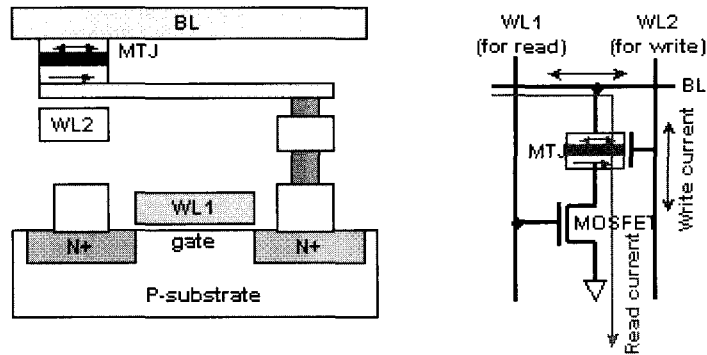 BL
MTJ
WL2
WL1
gate
N+
N+
P-substrate
WL1
(for read)
WL2
(for write)
BL
MTJ
MOSFET
Write current
Read current